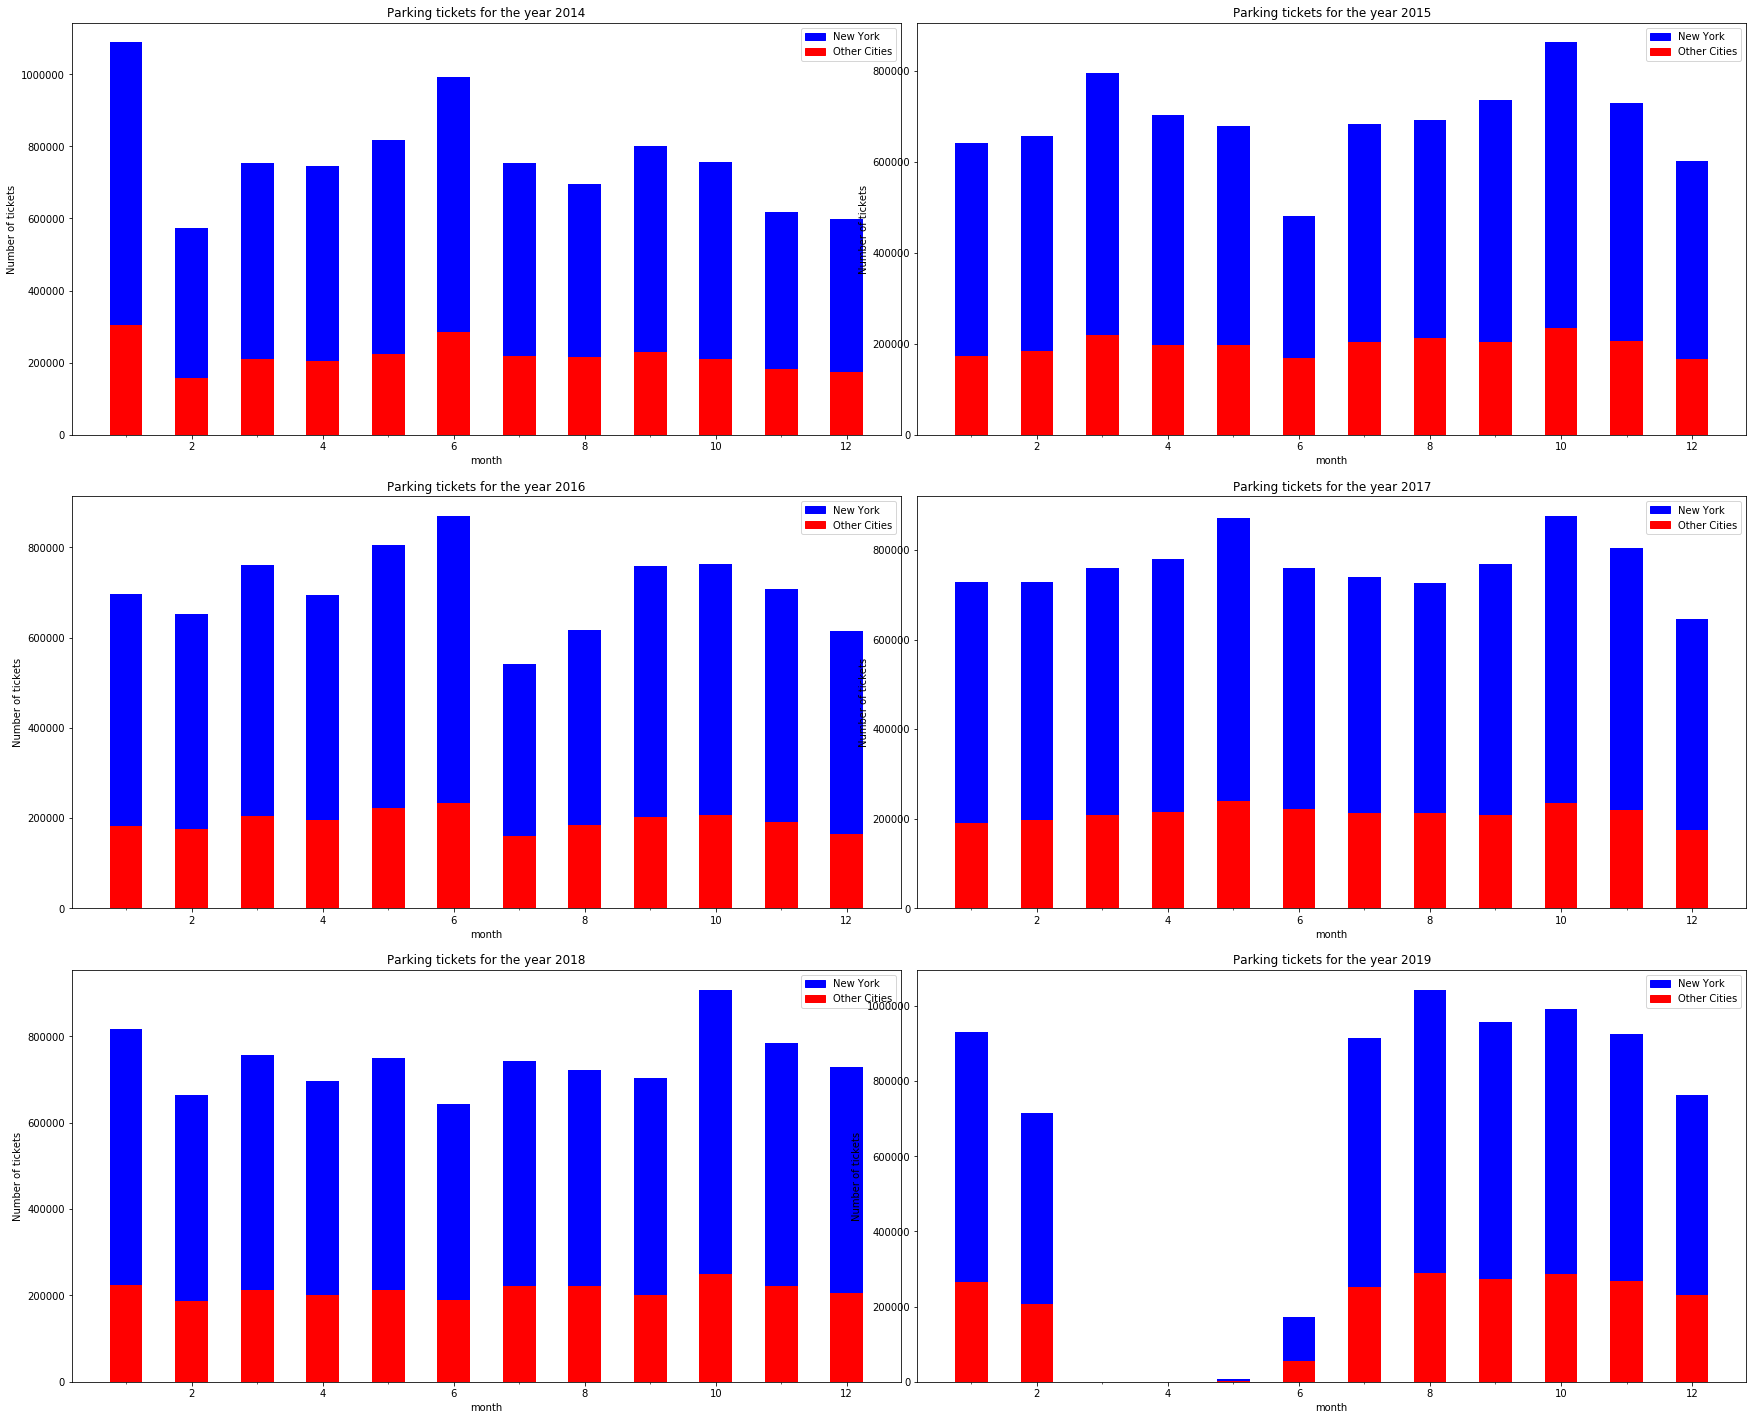 Parking tickets for the year 2014
New York
Other Cities
1000000
800000
600000
400000
200000
0
Number of tickets
2 4 6 8 10 12
month
Parking tickets for the year 2015
New York
Other Cities
800000
600000
400000
200000
0
Number of tickets
2 4 6 8 10 12
month
Parking tickets for the year 2016
New York
Other Cities
800000
600000
400000
200000
0
Number of tickets
2 4 6 8 10 12
month
Parking tickets for the year 2017
New York
Other Cities
800000
600000
400000
200000
0
Number of tickets
2 4 6 8 10 12
month
Parking tickets for the year 2018
New York
Other Cities
800000
600000
400000
200000
0
Number of tickets
2 4 6 8 10 12
month
Parking tickets for the year 2019
New York
Other Cities
1000000
800000
600000
400000
200000
0
Number of tickets
2 4 6 8 10 12
month